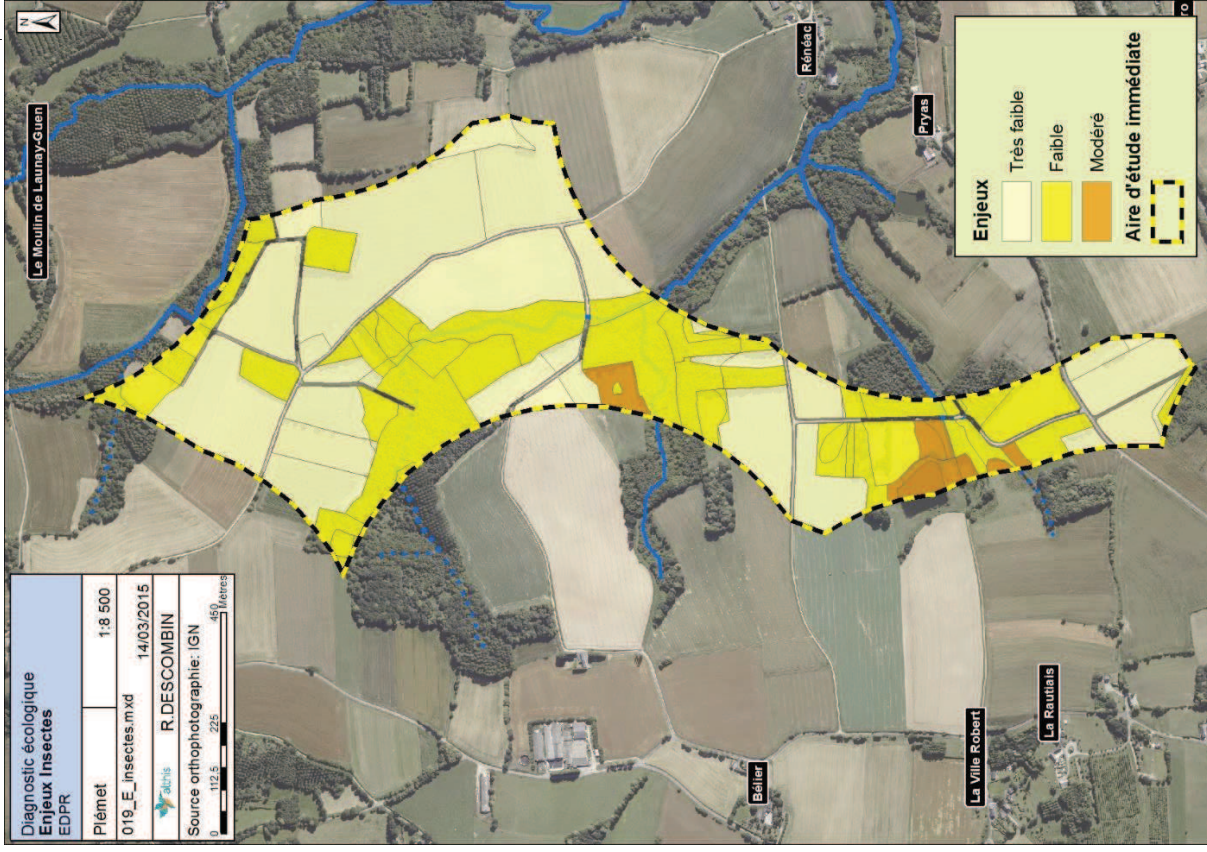 Diagnostic écologique
Enjeux Insectes
EDPR
Plémet
1:8 500
019_E_insectes.mxd
14/03/2015
althis
R.DESCOMBIN
Source orthophotographie: IGN
0 112,5 225 450
Mètres
N
Le Moulin de Launay-Guen
Rénéac
Pryas
Bélier
La Ville Robert
La Rautiais
ro
Enjeux
Très faible
Faible
Modéré
Aire d'étude immédiate